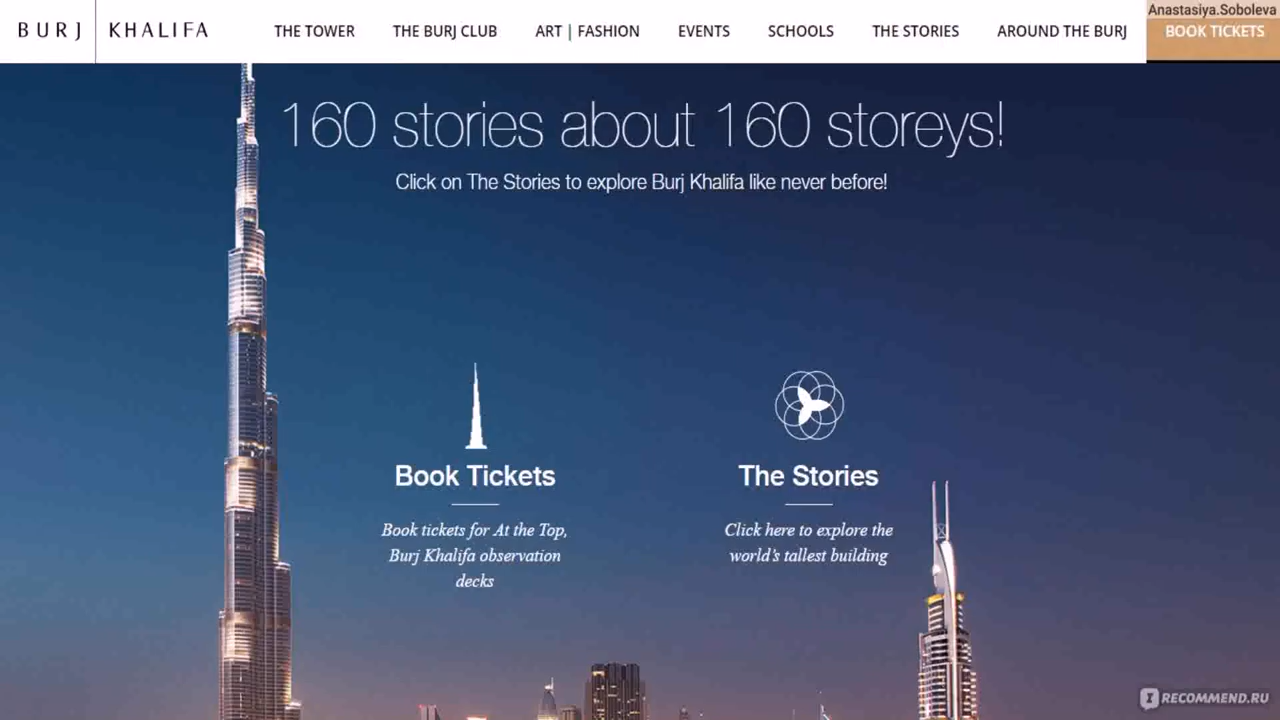 BURJ KHALIFA
THE TOWER
THE BURJ CLUB
ART | FASHION
EVENTS
SCHOOLS
THE STORIES
AROUND THE BURJ
Anastasiya.Soboleva
BOOK TICKETS
160 stories about 160 storeys!
Click on The Stories to explore Burj Khalifa like never before!
Book Tickets
Book tickets for At the Top,
Burj Khalifa observation
decks
The Stories
Click here to explore the
world's tallest building
IRECOMMEND.RU